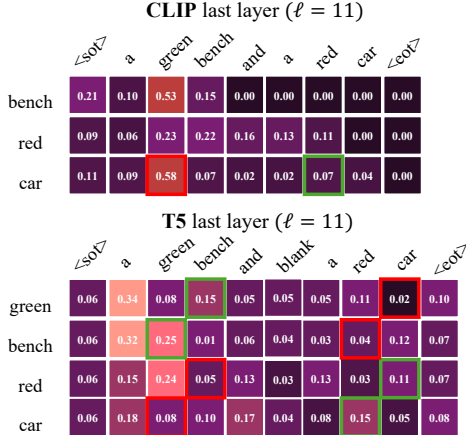 CLIP last layer (ℓ = 11)
<sot> a green bench and a red car <eot>
bench 0.21 0.10 0.53 0.15 0.00 0.00 0.00 0.00 0.00
red 0.09 0.06 0.23 0.22 0.16 0.13 0.11 0.00 0.00
car 0.11 0.09 0.58 0.07 0.02 0.02 0.07 0.04 0.00
T5 last layer (ℓ = 11)
<sot> a green bench and blank a red car <eot>
green 0.06 0.34 0.08 0.15 0.05 0.05 0.05 0.11 0.02 0.10
bench 0.06 0.32 0.25 0.01 0.06 0.04 0.03 0.04 0.12 0.07
red 0.06 0.15 0.24 0.05 0.13 0.03 0.13 0.03 0.11 0.07
car 0.06 0.18 0.08 0.10 0.17 0.04 0.08 0.15 0.05 0.08